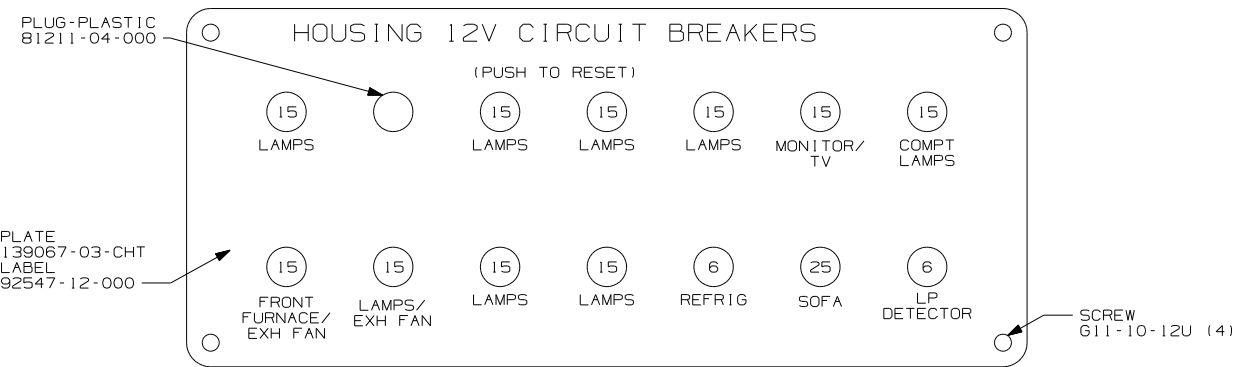 PLUG-PLASTIC
81211-04-000
HOUSING 12V CIRCUIT BREAKERS
(PUSH TO RESET)
15
15
15
15
15
15
LAMPS
LAMPS
LAMPS
LAMPS
MONITOR/
TV
COMPT
LAMPS
PLATE
139067-03-CHT
LABEL
92547-12-000
15
15
15
15
6
25
6
FRONT
FURNACE/
EXH FAN
LAMPS/
EXH FAN
LAMPS
LAMPS
REFRIG
SOFA
LP
DETECTOR
SCREW
G11-10-12U (4)